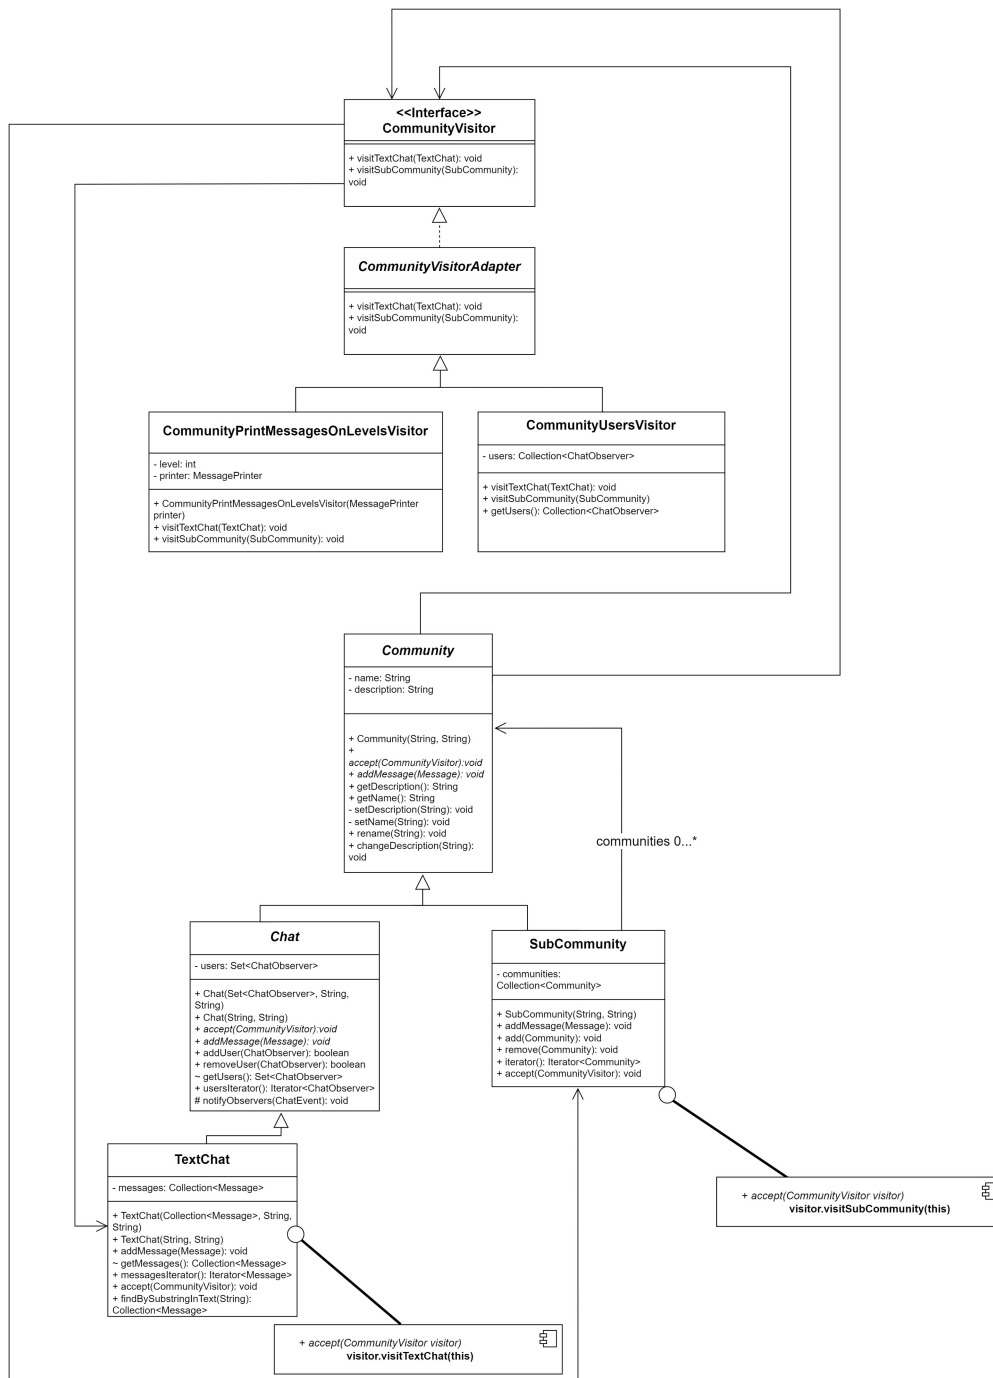 <<Interface>>
CommunityVisitor
+ visitTextChat(TextChat): void
+ visitSubCommunity(SubCommunity):
void
CommunityVisitorAdapter
+ visitTextChat(TextChat): void
+ visitSubCommunity(SubCommunity):
void
CommunityPrintMessagesOnLevelsVisitor
- level: int
- printer: MessagePrinter
+ CommunityPrintMessagesOnLevelsVisitor(MessagePrinter
printer)
+ visitTextChat(TextChat): void
+ visitSubCommunity(SubCommunity): void
CommunityUsersVisitor
- users: Collection<ChatObserver>
+ visitTextChat(TextChat): void
+ visitSubCommunity(SubCommunity)
+ getUsers(): Collection<ChatObserver>
Community
- name: String
- description: String
+ Community(String, String)
+
accept(CommunityVisitor):void
+ addMessage(Message): void
+ getDescription(): String
+ getName(): String
- setDescription(String): void
- setName(String): void
+ rename(String): void
+ changeDescription(String):
void
communities 0...*
Chat
- users: Set<ChatObserver>
+ Chat(Set<ChatObserver>, String,
String)
+ Chat(String, String)
+ accept(CommunityVisitor):void
+ addMessage(Message): void
+ addUser(ChatObserver): boolean
+ removeUser(ChatObserver): boolean
~ getUsers(): Set<ChatObserver>
+ usersIterator(): Iterator<ChatObserver>
# notifyObservers(ChatEvent): void
SubCommunity
- communities:
Collection<Community>
+ SubCommunity(String, String)
+ addMessage(Message): void
+ add(Community): void
+ remove(Community): void
+ iterator(): Iterator<Community>
+ accept(CommunityVisitor): void
TextChat
- messages: Collection<Message>
+ TextChat(Collection<Message>, String,
String)
+ TextChat(String, String)
+ addMessage(Message): void
~ getMessages(): Collection<Message>
+ messagesIterator(): Iterator<Message>
+ accept(CommunityVisitor): void
+ findBySubstringInText(String):
Collection<Message>
+ accept(CommunityVisitor visitor)
visitor.visitSubCommunity(this)
+ accept(CommunityVisitor visitor)
visitor.visitTextChat(this)